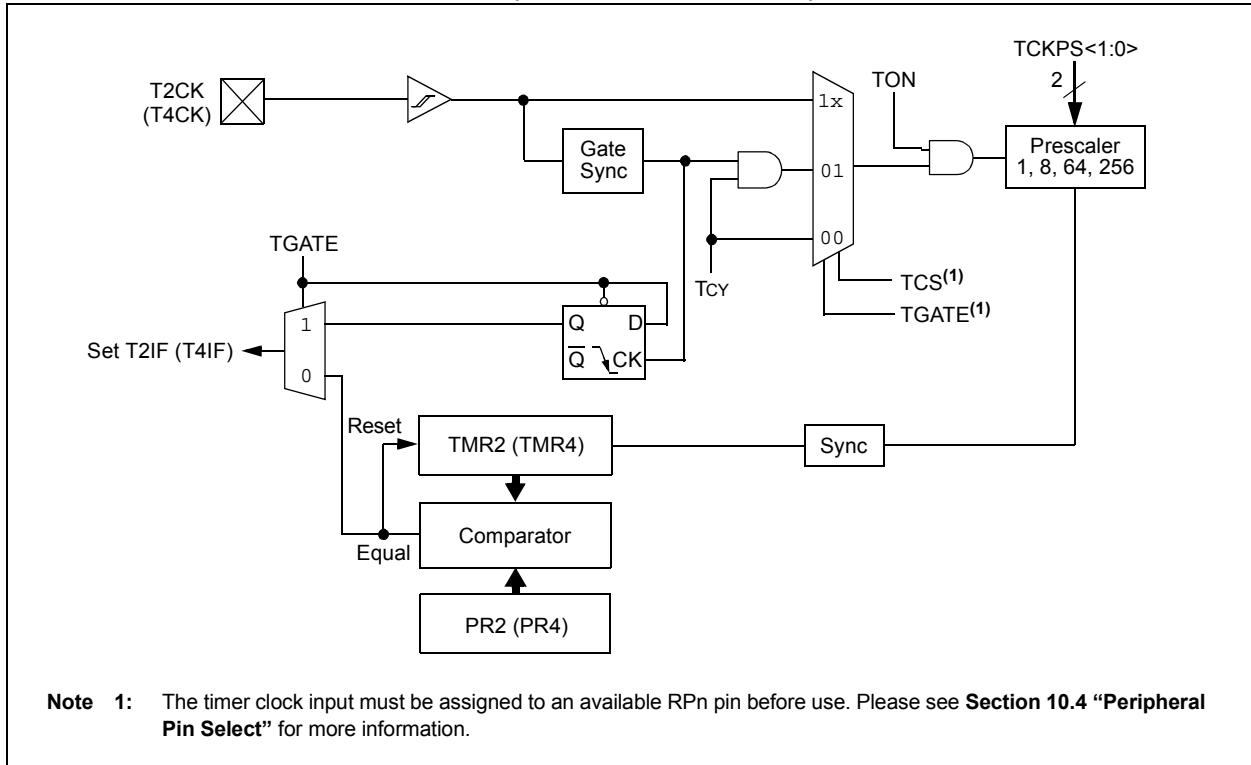 TCKPS<1:0>
2
T2CK
(T4CK)
TON
1x
Prescaler
1, 8, 64, 256
Gate
Sync
01
00
TGATE
TCY
TCS(1)
TGATE(1)
1
Q D
Set T2IF (T4IF)
Q CK
0
Reset
TMR2 (TMR4)
Sync
Comparator
Equal
PR2 (PR4)
Note 1: The timer clock input must be assigned to an available RPn pin before use. Please see Section 10.4 “Peripheral
Pin Select” for more information.